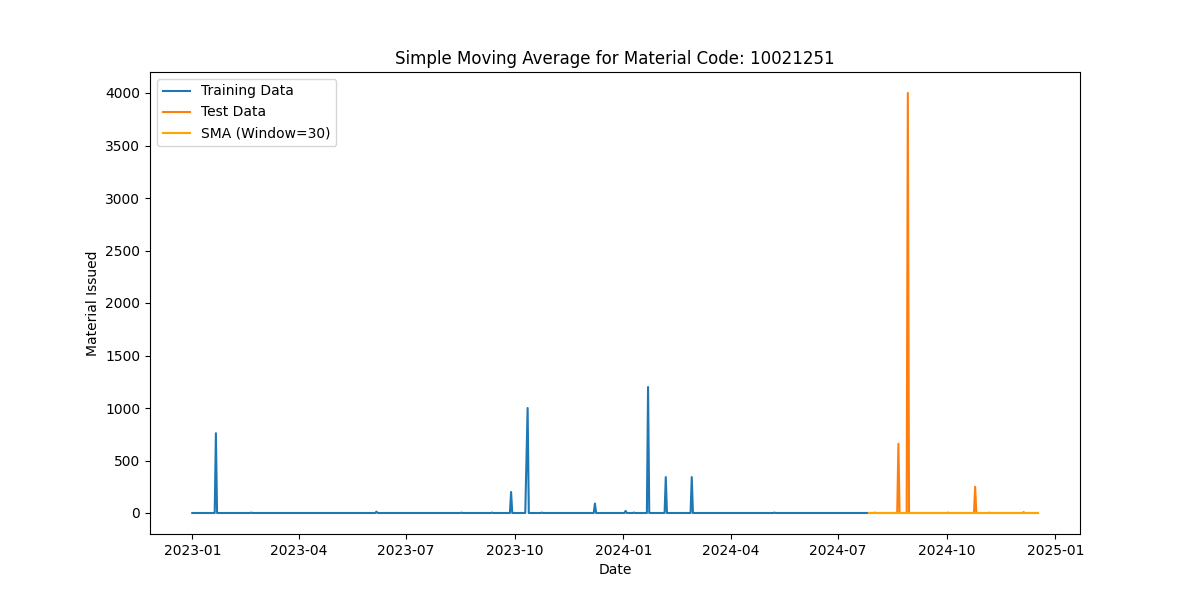 Simple Moving Average for Material Code: 10021251
Training Data
Test Data
SMA (Window=30)
4000
3500
3000
2500
2000
1500
1000
500
0
Material Issued
2023-01 2023-04 2023-07 2023-10 2024-01 2024-04 2024-07 2024-10 2025-01
Date